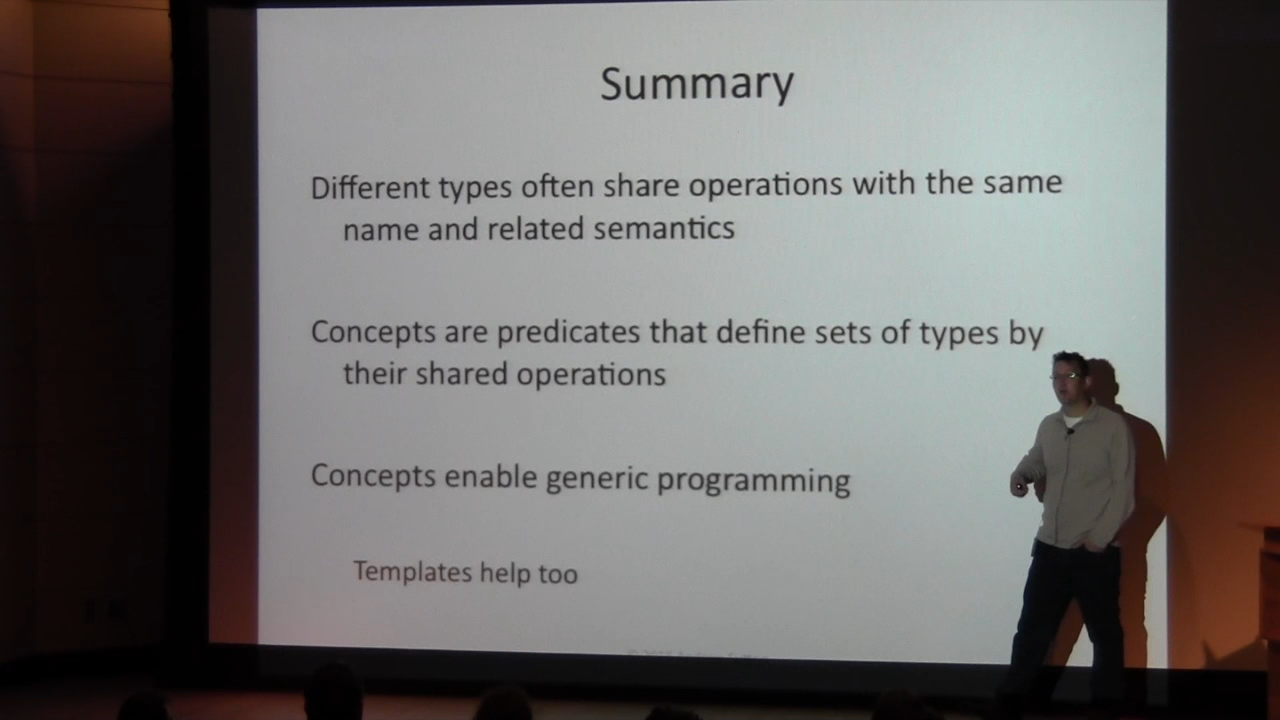 Summary
Different types often share operations with the same
name and related semantics
Concepts are predicates that define sets of types by
their shared operations
Concepts enable generic programming
Templates help too